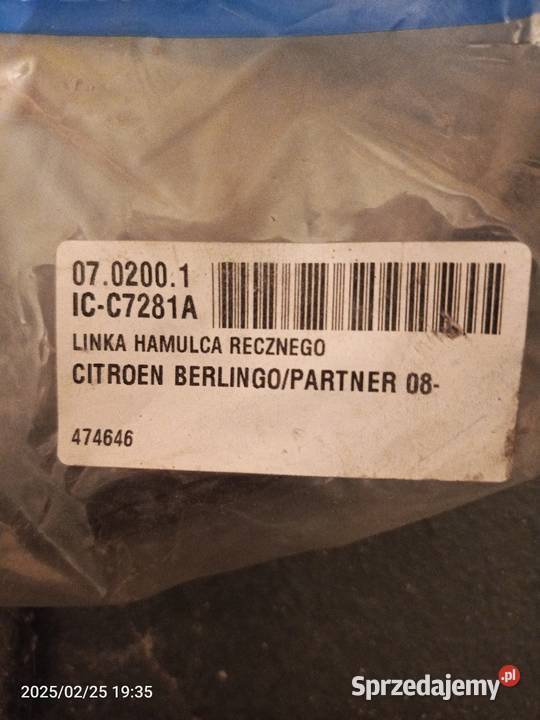 07.0200.1
IC-C7281A
LINKA HAMULCA RECZNEGO
CITROEN BERLINGO/PARTNER 08-
474646
2025/02/25 19:35
Sprzedajemy.pl